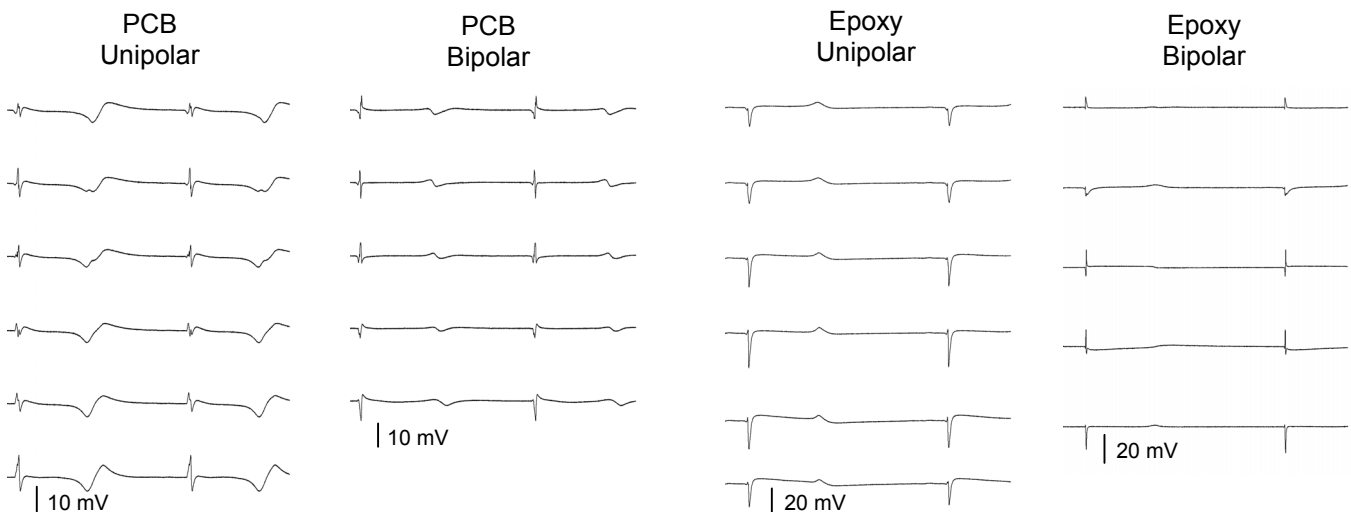 PCB
Unipolar
PCB
Bipolar
Epoxy
Unipolar
Epoxy
Bipolar
10 mV
10 mV
20 mV
20 mV